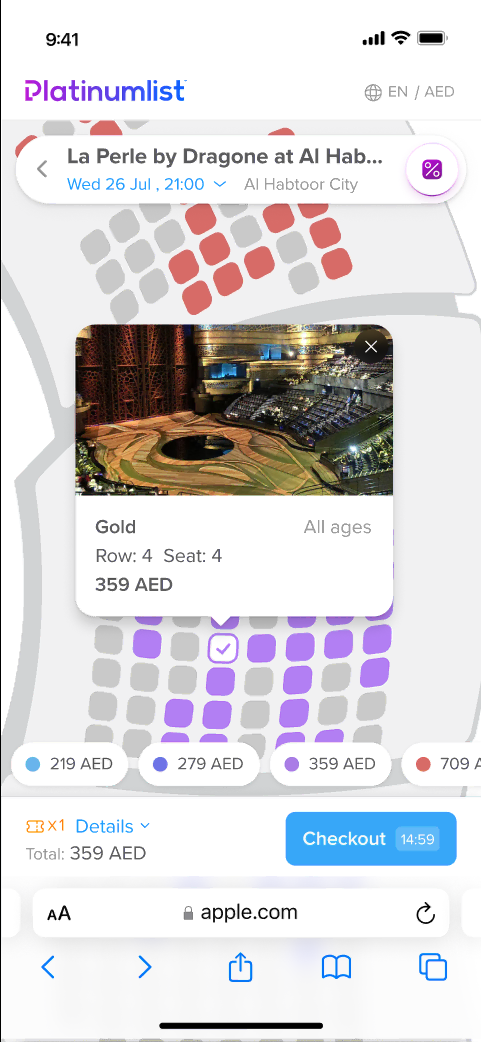 9:41
Platinumlist
EN / AED
La Perle by Dragone at Al Hab...
Wed 26 Jul , 21:00 Al Habtoor City
Gold All ages
Row: 4 Seat: 4
359 AED
219 AED 279 AED 359 AED 709 A
X1 Details
Total: 359 AED
Checkout 14:59
AA apple.com